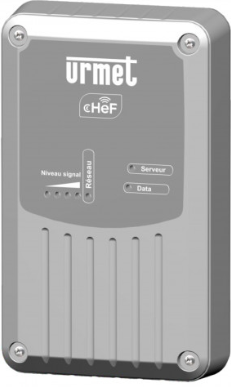 urmet
CHeF
Serveur
Niveau signal
Réseau
Data